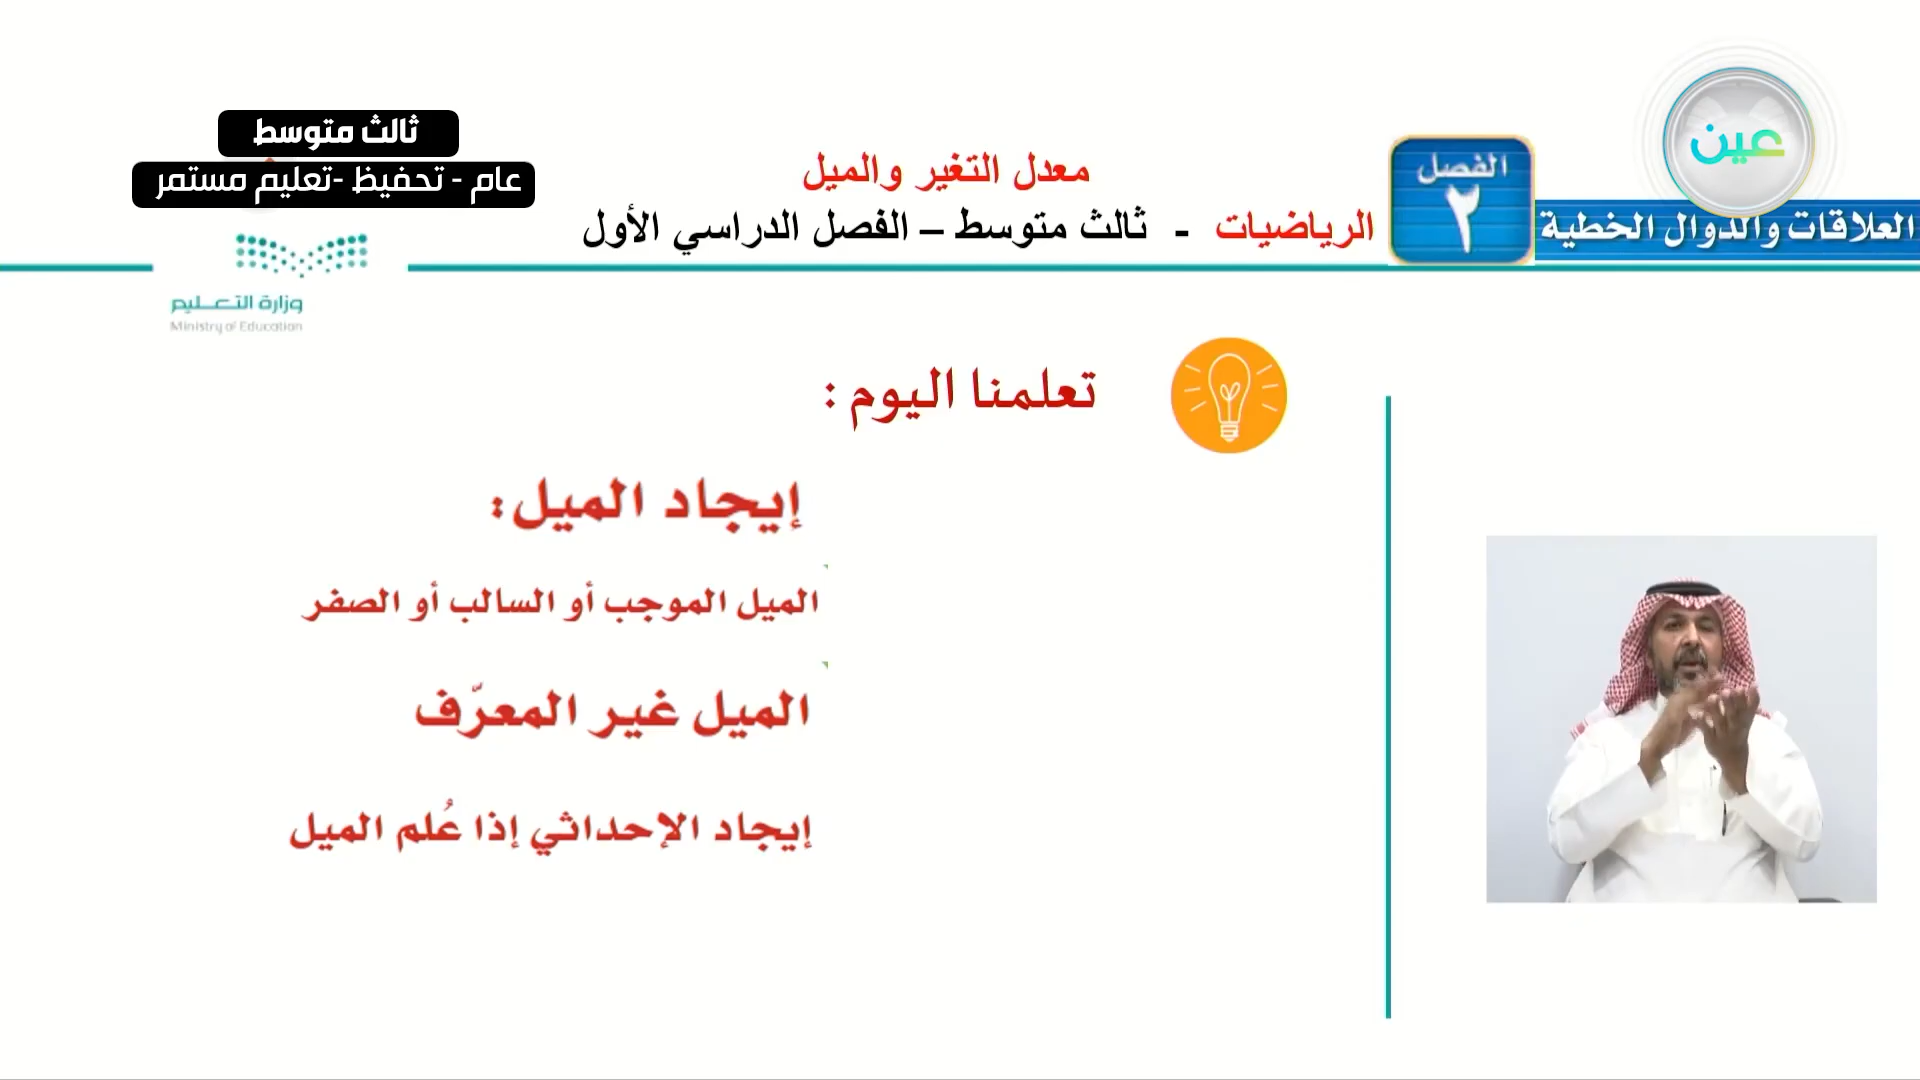 ثالث متوسط
عام - تحفيظ -تعليم مستمر
عين
معدل التغير والميل
الفصل
٢
العلاقات والدوال الخطية
الرياضيات - ثالث متوسط – الفصل الدراسي الأول
وزارة التعليم
Ministry of Education
تعلمنا اليوم :
إيجاد الميل:
الميل الموجب أو السالب أو الصفر
الميل غير المعرّف
إيجاد الإحداثي إذا عُلم الميل